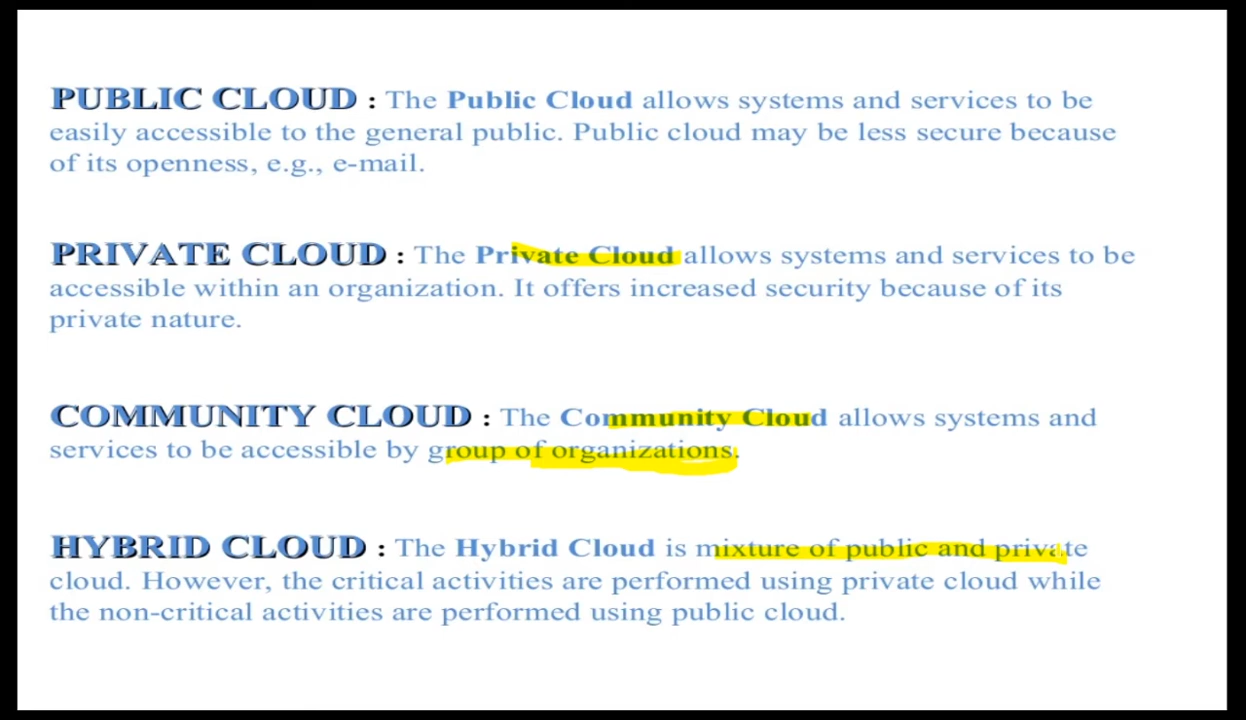 PUBLIC CLOUD : The Public Cloud allows systems and services to be
easily accessible to the general public. Public cloud may be less secure because
of its openness, e.g., e-mail.
PRIVATE CLOUD : The Private Cloud allows systems and services to be
accessible within an organization. It offers increased security because of its
private nature.
COMMUNITY CLOUD : The Community Cloud allows systems and
services to be accessible by group of organizations.
HYBRID CLOUD : The Hybrid Cloud is mixture of public and private
cloud. However, the critical activities are performed using private cloud while
the non-critical activities are performed using public cloud.